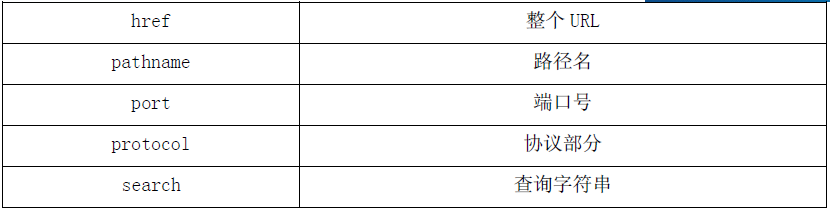 href 整个 URL
pathname 路径名
port 端口号
protocol 协议部分
search 查询字符串